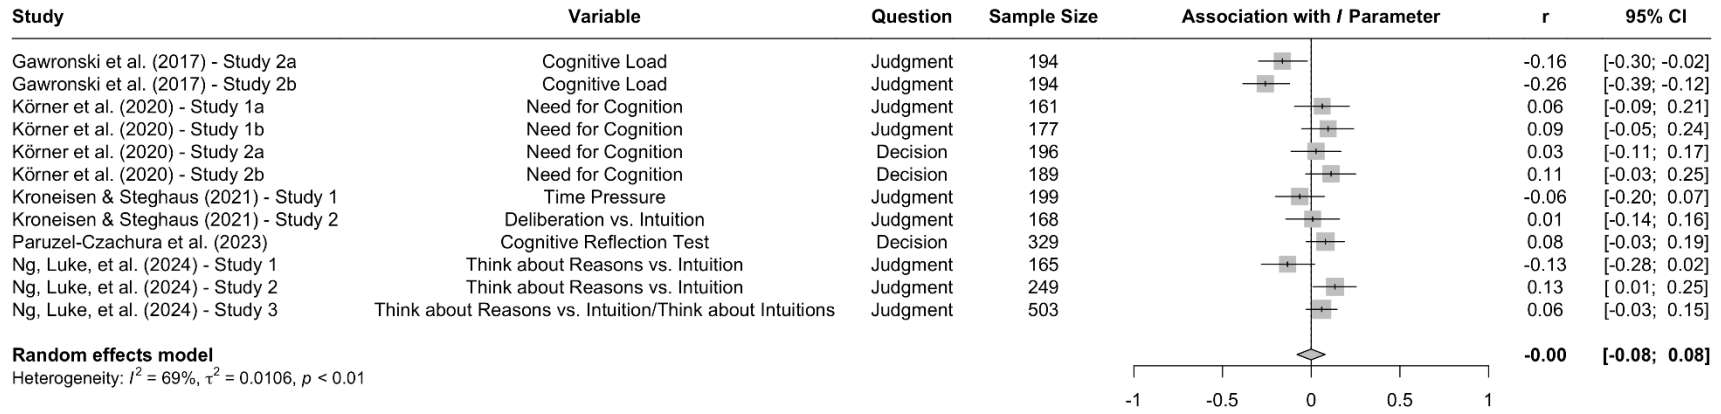 Study Variable Question Sample Size Association with I Parameter r 95% CI
Gawronski et al. (2017) - Study 2a Cognitive Load Judgment 194 -0.16 [-0.30; -0.02]
Gawronski et al. (2017) - Study 2b Cognitive Load Judgment 194 -0.26 [-0.39; -0.12]
Körner et al. (2020) - Study 1a Need for Cognition Judgment 161 0.06 [-0.09; 0.21]
Körner et al. (2020) - Study 1b Need for Cognition Judgment 177 0.09 [-0.05; 0.24]
Körner et al. (2020) - Study 2a Need for Cognition Decision 196 0.03 [-0.11; 0.17]
Körner et al. (2020) - Study 2b Need for Cognition Decision 189 0.11 [-0.03; 0.25]
Kroneisen & Steghaus (2021) - Study 1 Time Pressure Judgment 199 -0.06 [-0.20; 0.07]
Kroneisen & Steghaus (2021) - Study 2 Deliberation vs. Intuition Judgment 168 0.01 [-0.14; 0.16]
Paruzel-Czachura et al. (2023) Cognitive Reflection Test Decision 329 0.08 [-0.03; 0.19]
Ng, Luke, et al. (2024) - Study 1 Think about Reasons vs. Intuition Judgment 165 -0.13 [-0.28; 0.02]
Ng, Luke, et al. (2024) - Study 2 Think about Reasons vs. Intuition Judgment 249 0.13 [ 0.01; 0.25]
Ng, Luke, et al. (2024) - Study 3 Think about Reasons vs. Intuition/Think about Intuitions Judgment 503 0.06 [-0.03; 0.15]
Random effects model -0.00 [-0.08; 0.08]
Heterogeneity: I² = 69%, τ² = 0.0106, p < 0.01
-1 -0.5 0 0.5 1